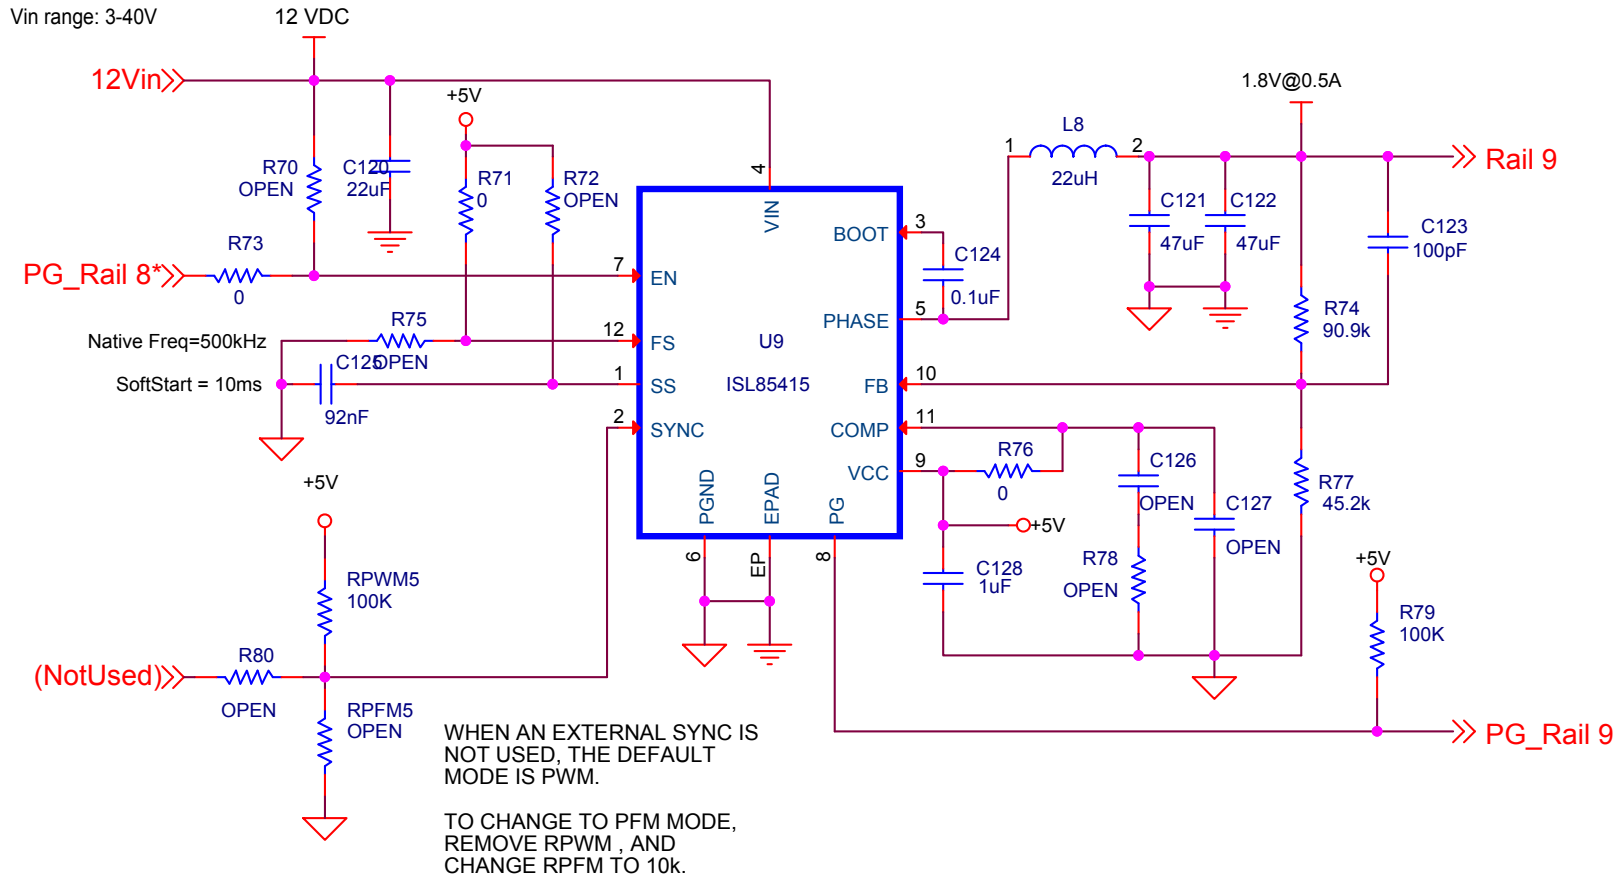 Vin range: 3-40V
12 VDC
12Vin
+5V
1.8V@0.5A
L8
1
2
22uH
Rail 9
R70
OPEN
C120
22uF
R71
0
R72
OPEN
4
VIN
BOOT
3
C121
47uF
C122
47uF
C123
100pF
R73
0
PG_Rail 8*
7
EN
C124
0.1uF
PHASE
5
R74
90.9k
Native Freq=500kHz
R75
OPEN
12
FS
U9
SoftStart = 10ms
C125
92nF
1
SS
ISL85415
FB
10
2
SYNC
COMP
11
VCC
9
R76
0
C126
OPEN
C127
OPEN
R77
45.2k
+5V
PGND
EPAD
PG
6
EP
8
+5V
C128
1uF
R78
OPEN
+5V
R79
100K
RPWM5
100K
(NotUsed)
R80
OPEN
RPFM5
OPEN
PG_Rail 9
WHEN AN EXTERNAL SYNC IS
NOT USED, THE DEFAULT
MODE IS PWM.
TO CHANGE TO PFM MODE,
REMOVE RPWM , AND
CHANGE RPFM TO 10k.